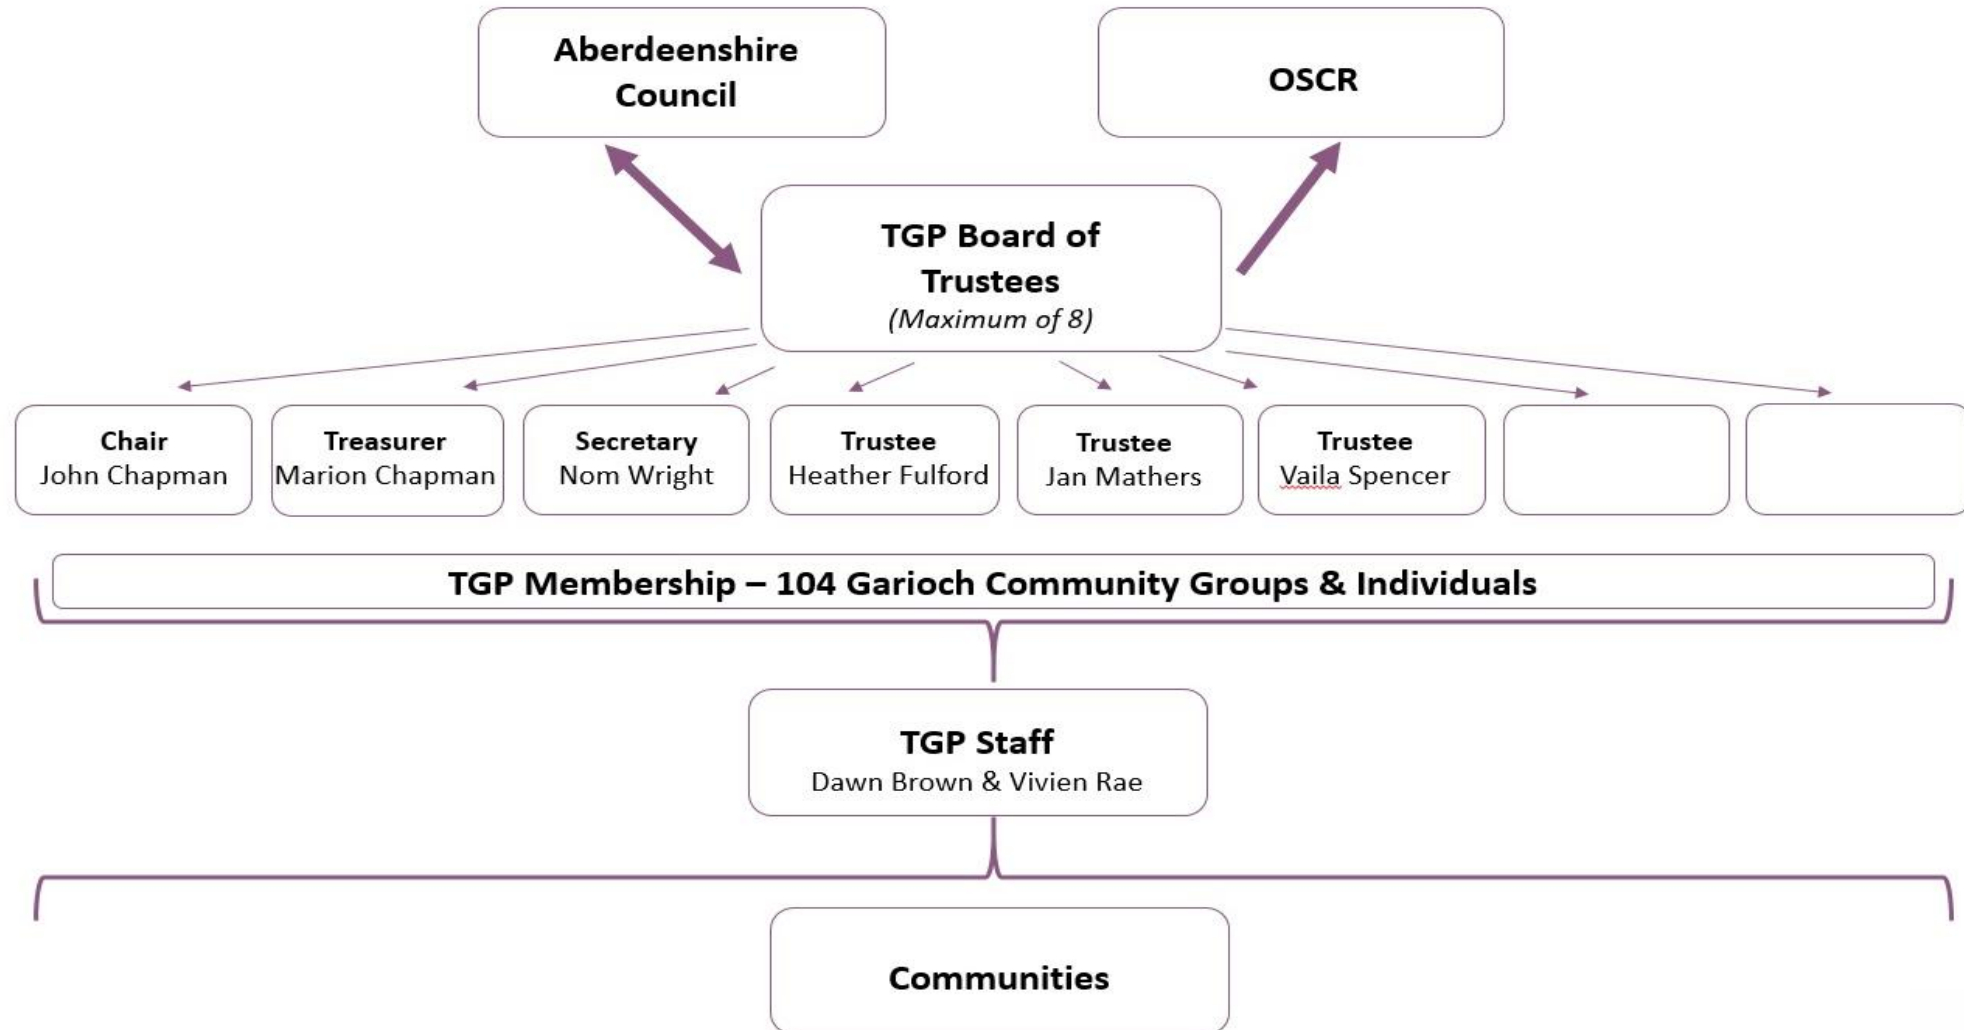 Aberdeenshire
Council
OSCR
TGP Board of
Trustees
(Maximum of 8)
Chair
John Chapman
Treasurer
Marion Chapman
Secretary
Nom Wright
Trustee
Heather Fulford
Trustee
Jan Mathers
Trustee
Vaila Spencer
TGP Membership – 104 Garioch Community Groups & Individuals
TGP Staff
Dawn Brown & Vivien Rae
Communities